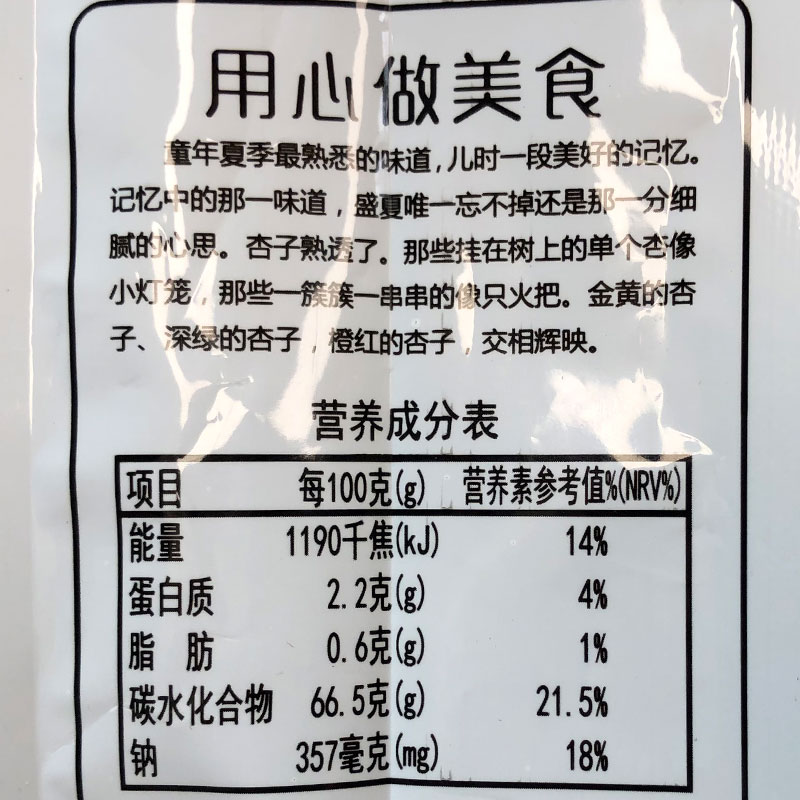 用心做美食
童年夏季最熟悉的味道,儿时一段美好的记忆。
记忆中的那一味道,盛夏唯一忘不掉还是那一分细
腻的心思。杏子熟透了。那些挂在树上的单个杏像
小灯笼,那些一簇簇一串串的像只火把。金黄的杏
子、深绿的杏子,橙红的杏子,交相辉映。
营养成分表
项目 每100克(g) 营养素参考值%(NRV%)
能量 1190千焦(kJ) 14%
蛋白质 2.2克(g) 4%
脂 肪 0.6克(g) 1%
碳水化合物 66.5克(g) 21.5%
钠 357毫克(mg) 18%